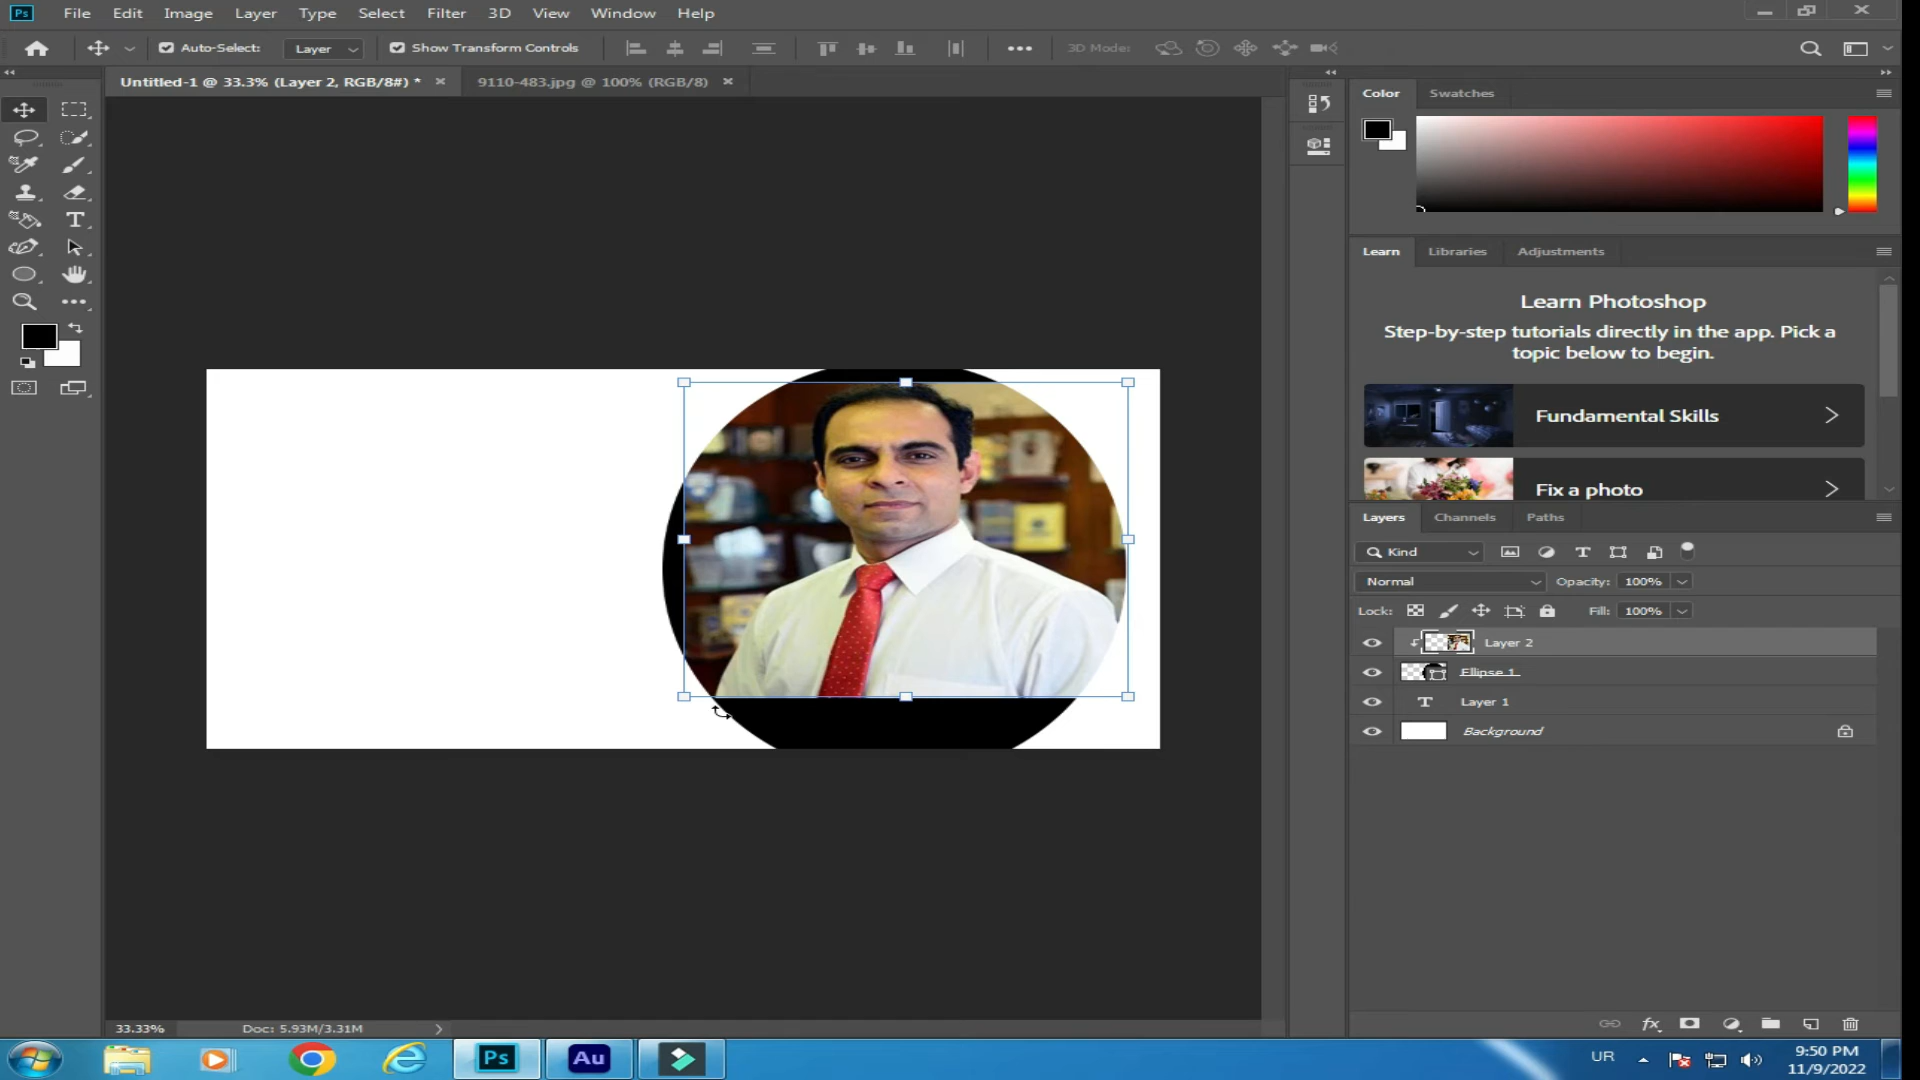 Ps File Edit Image Layer Type Select Filter 3D View Window Help
Auto-Select: Layer Show Transform Controls 3D Mode:
Untitled-1 @ 33.3% (Layer 2, RGB/8#) * 9110-483.jpg @ 100% (RGB/8)
Color Swatches
Learn Libraries Adjustments
Learn Photoshop
Step-by-step tutorials directly in the app. Pick a
topic below to begin.
Fundamental Skills
Fix a photo
Layers Channels Paths
Kind
Normal Opacity: 100%
Lock: Fill: 100%
Layer 2
Ellipse 1
Layer 1
Background
fx
33.33% Doc: 5.93M/3.31M
Ps Au UR 9:50 PM
11/9/2022